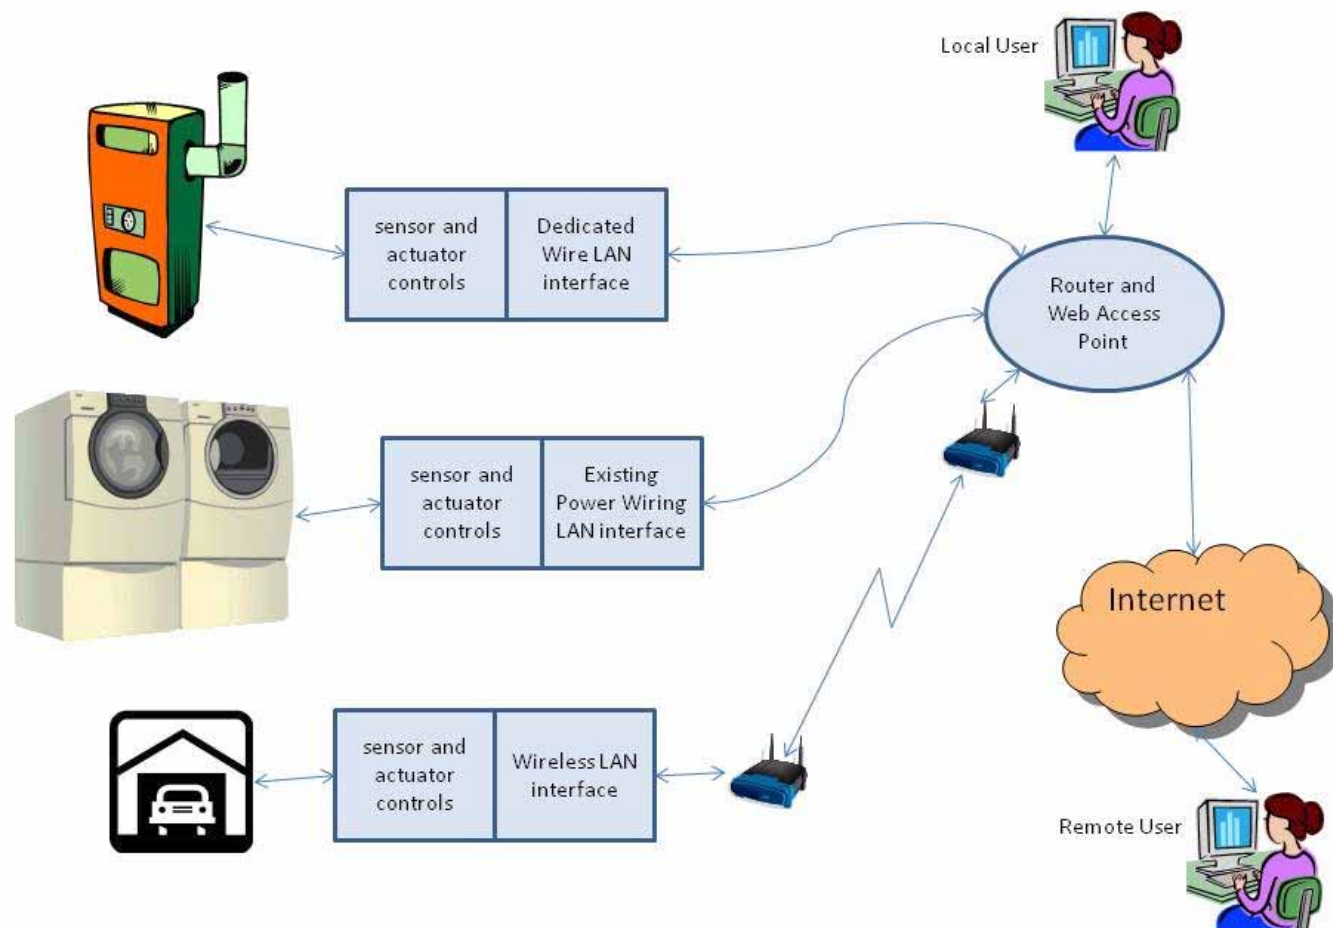 Local User
sensor and
actuator
controls
Dedicated
Wire LAN
interface
Router and
Web Access
Point
sensor and
actuator
controls
Existing
Power Wiring
LAN interface
Internet
sensor and
actuator
controls
Wireless LAN
interface
Remote User